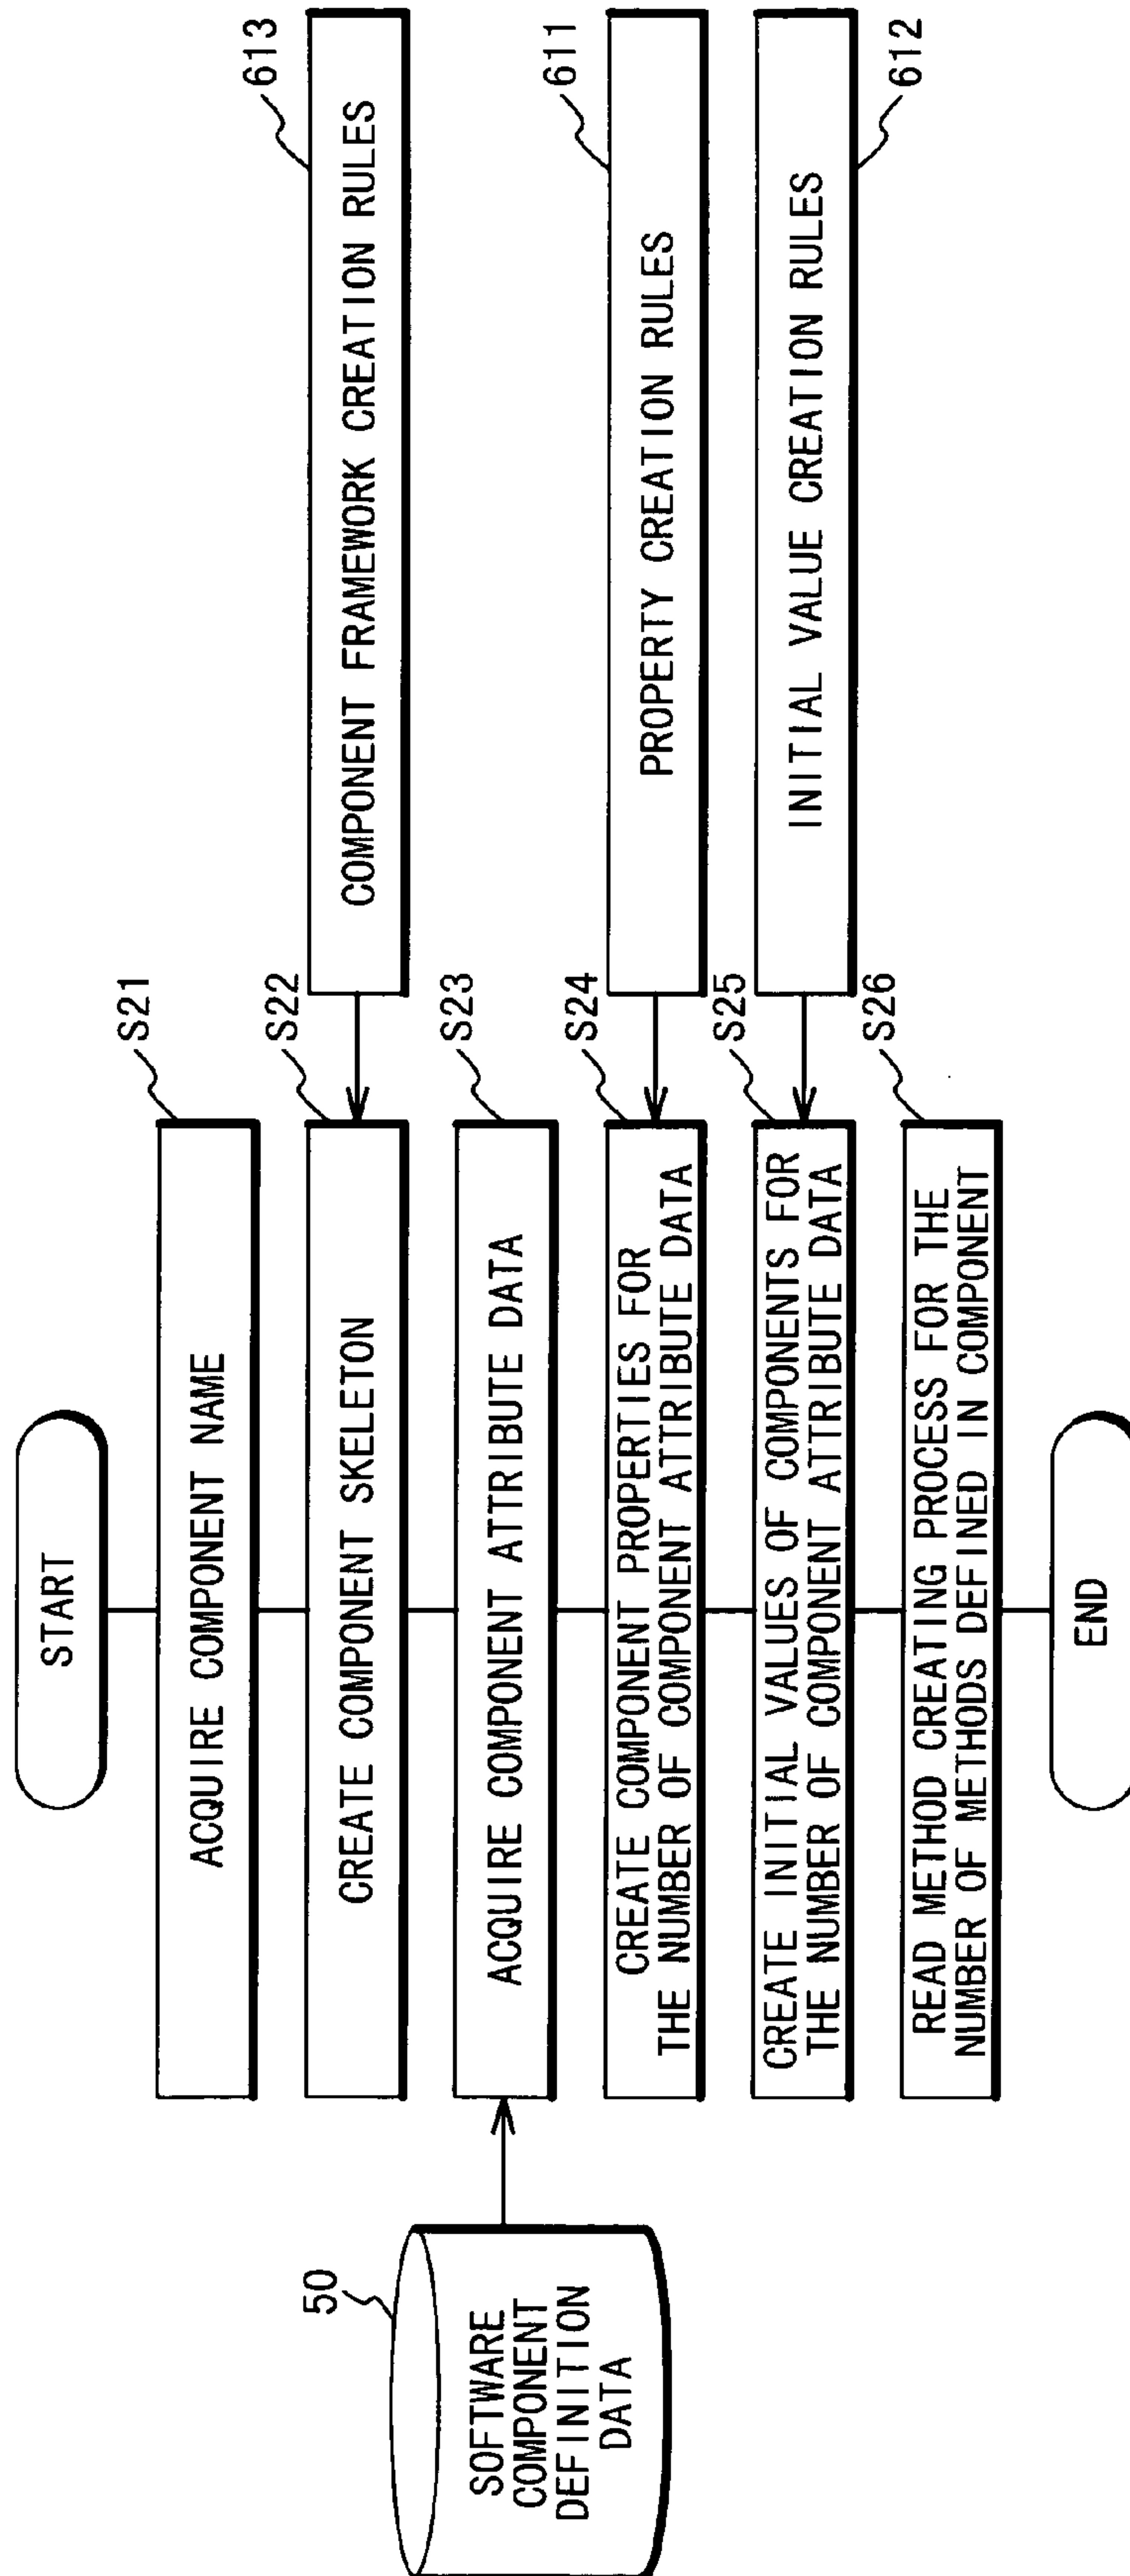 START
S21
ACQUIRE COMPONENT NAME
S22
CREATE COMPONENT SKELETON
613
COMPONENT FRAMEWORK CREATION RULES
50
SOFTWARE
COMPONENT
DEFINITION
DATA
S23
ACQUIRE COMPONENT ATTRIBUTE DATA
S24
CREATE COMPONENT PROPERTIES FOR
THE NUMBER OF COMPONENT ATTRIBUTE DATA
611
PROPERTY CREATION RULES
S25
CREATE INITIAL VALUES OF COMPONENTS FOR
THE NUMBER OF COMPONENT ATTRIBUTE DATA
INITIAL VALUE CREATION RULES
612
S26
READ METHOD CREATING PROCESS FOR THE
NUMBER OF METHODS DEFINED IN COMPONENT
END